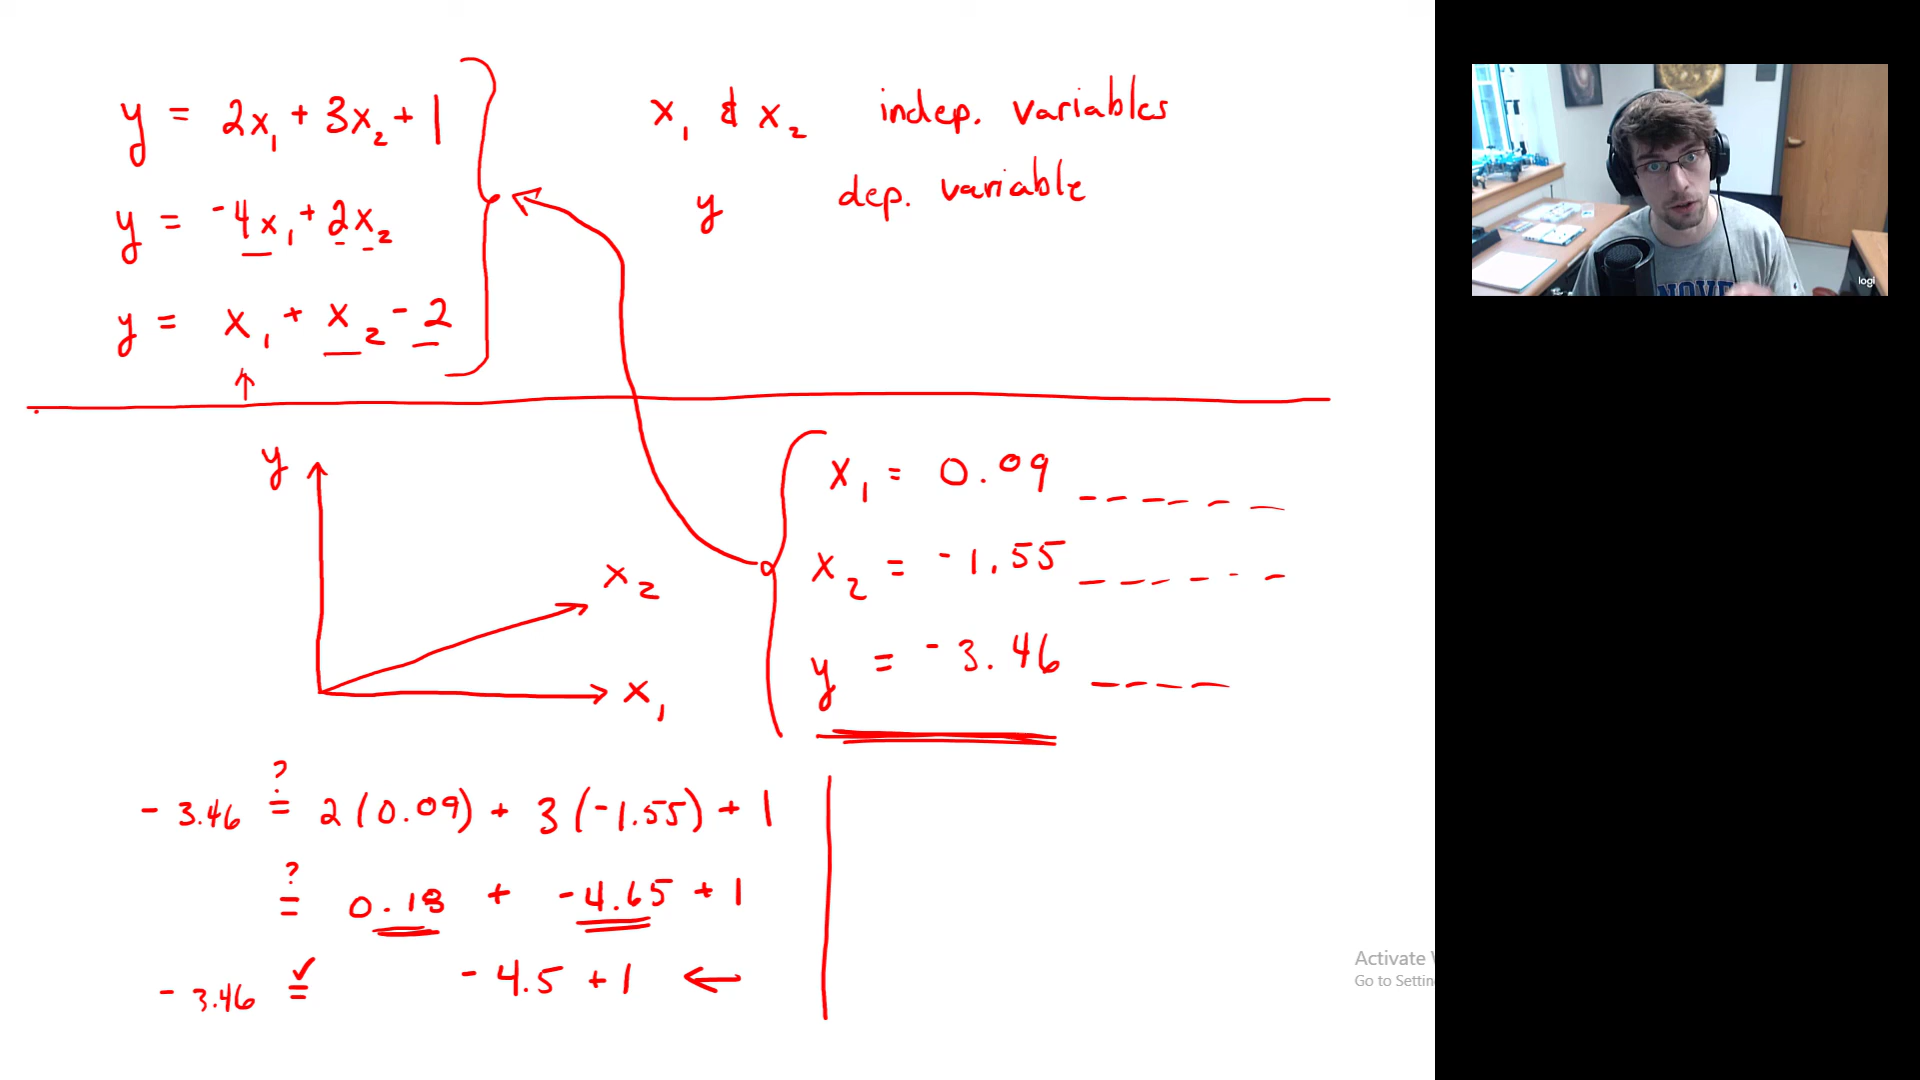 y = 2x₁ + 3x₂ + 1
y = -4x₁ + 2x₂
y = x₁ + x₂ - 2
x₁ & x₂ indep. variables
y dep. variable
y
x₂
x₁
x₁ = 0.09
x₂ = -1.55
y = -3.46
- 3.46 ≟ 2(0.09) + 3(-1.55) + 1
≟ 0.18 + -4.65 + 1
- 3.46 = ✓ -4.5 + 1 ←
logi
Activate
Go to Settin